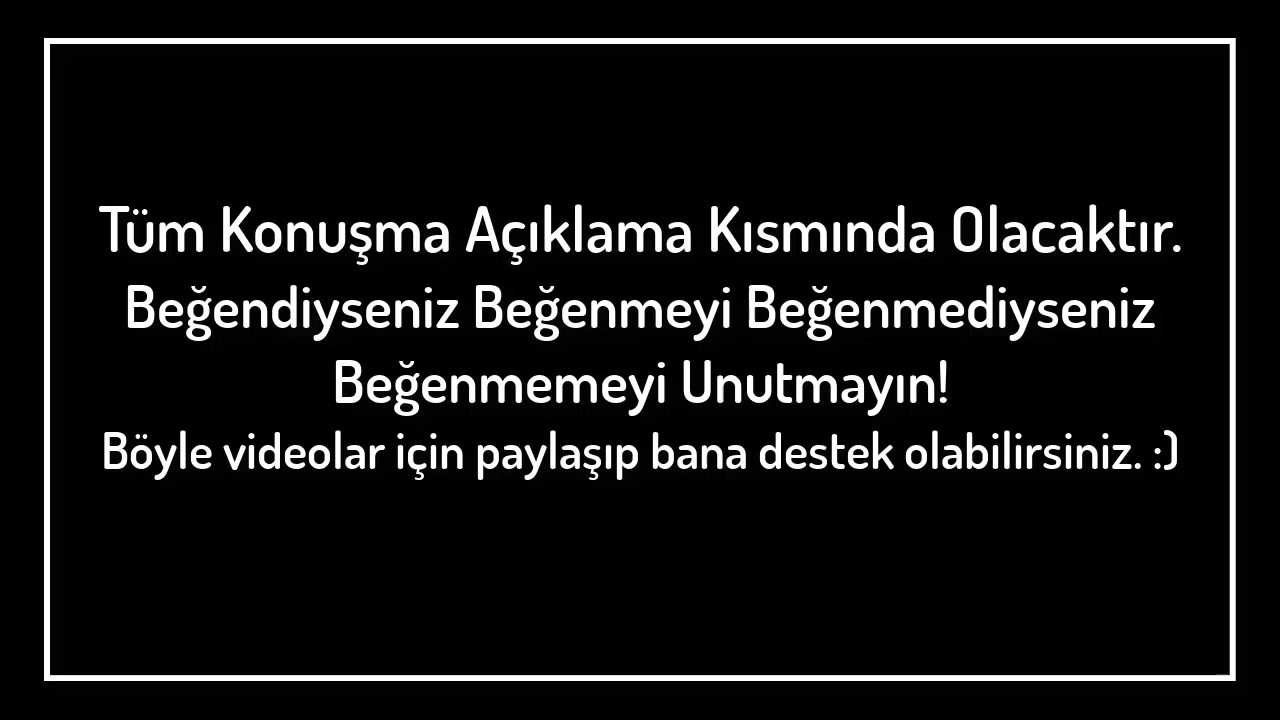 Tüm Konuşma Açıklama Kısmında Olacaktır.
Beğendiyseniz Beğenmeyi Beğenmediyseniz
Beğenmemeyi Unutmayın!
Böyle videolar için paylaşıp bana destek olabilirsiniz. :)